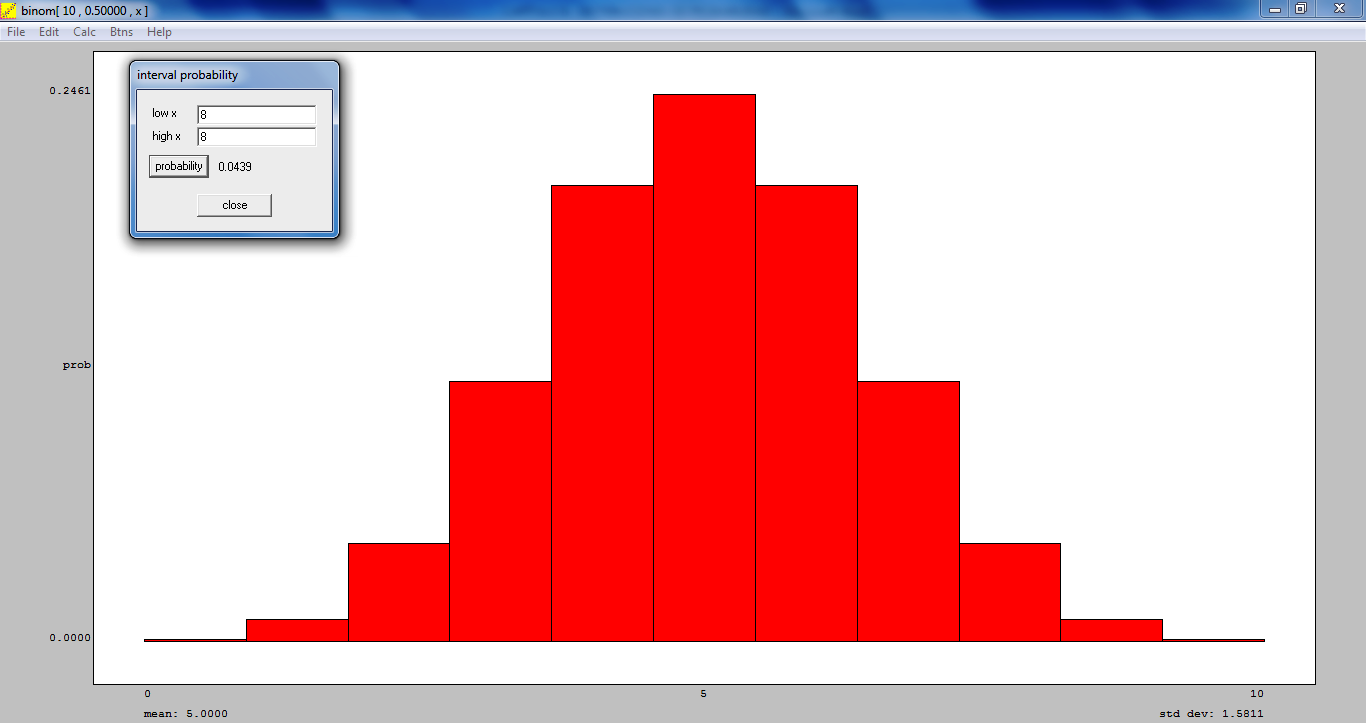 binom[ 10 , 0.50000 , x ]
File Edit Calc Btns Help
interval probability
low x 8
high x 8
probability 0.0439
close
0.2461
prob
0.0000
0 5 10
mean: 5.0000 std dev: 1.5811